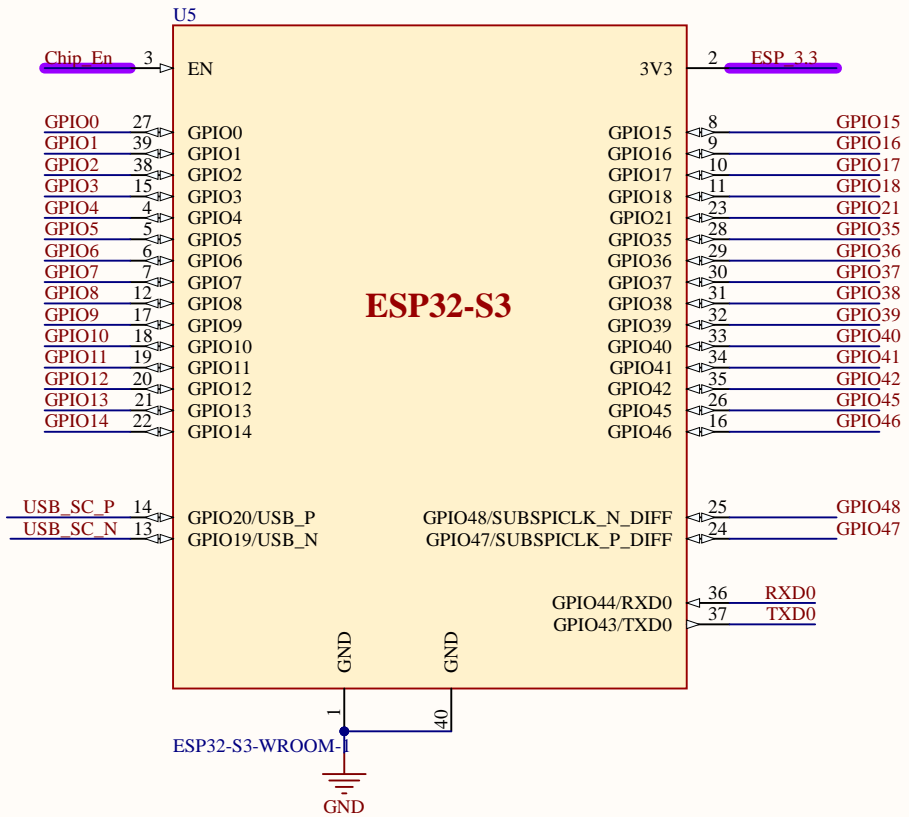 U5
Chip_En 3 EN 3V3 2 ESP_3.3
GPIO0 27 GPIO0 GPIO15 8 GPIO15
GPIO1 39 GPIO1 GPIO16 9 GPIO16
GPIO2 38 GPIO2 GPIO17 10 GPIO17
GPIO3 15 GPIO3 GPIO18 11 GPIO18
GPIO4 4 GPIO4 GPIO21 23 GPIO21
GPIO5 5 GPIO5 GPIO35 28 GPIO35
GPIO6 6 GPIO6 GPIO36 29 GPIO36
GPIO7 7 GPIO7 GPIO37 30 GPIO37
GPIO8 12 GPIO8 GPIO38 31 GPIO38
GPIO9 17 GPIO9 GPIO39 32 GPIO39
GPIO10 18 GPIO10 GPIO40 33 GPIO40
GPIO11 19 GPIO11 GPIO41 34 GPIO41
GPIO12 20 GPIO12 GPIO42 35 GPIO42
GPIO13 21 GPIO13 GPIO45 26 GPIO45
GPIO14 22 GPIO14 GPIO46 16 GPIO46
ESP32-S3
USB_SC_P 14 GPIO20/USB_P GPIO48/SUBSPICLK_N_DIFF 25 GPIO48
USB_SC_N 13 GPIO19/USB_N GPIO47/SUBSPICLK_P_DIFF 24 GPIO47
GPIO44/RXD0 36 RXD0
GPIO43/TXD0 37 TXD0
GND GND
1 40
ESP32-S3-WROOM-1
GND